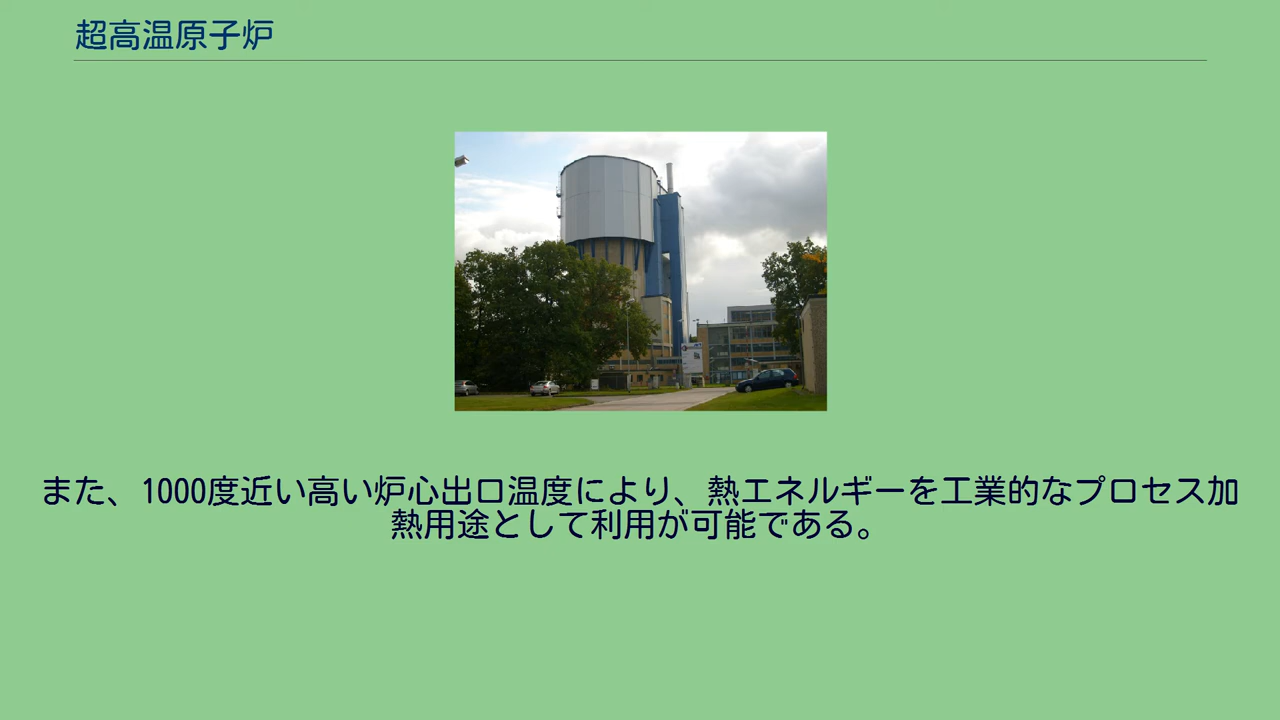 超高温原子炉
また、1000度近い高い炉心出口温度により、熱エネルギーを工業的なプロセス加
熱用途として利用が可能である。